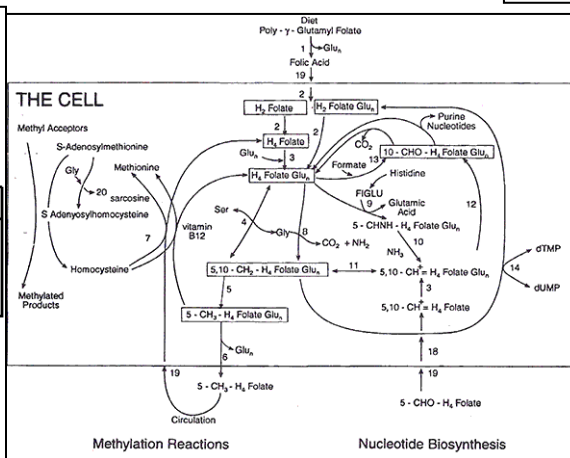 Diet
Poly - γ - Glutamyl Folate
1
Glun
Folic Acid
19
THE CELL
2
H2 Folate
H2 Folate Glun
Purine
Nucleotides
Methyl Acceptors
2
2
S-Adenosylmethionine
H4 Folate
CO2
10 - CHO - H4 Folate Glun
Gly
Methionine
Glun
3
Formate
13
H4 Folate Glun
Histidine
20
sarcosine
FIGLU
S Adenyosylhomocysteine
Ser
9
Glutamic
Acid
12
7
vitamin
B12
4
Gly
8
5 - CHNH - H4 Folate Glun
CO2 + NH2
10
NH3
dTMP
Homocysteine
5,10 - CH2 - H4 Folate Glun
11
5,10 - CH+= H4 Folate Glun
14
5
3
dUMP
Methylated
Products
5,10 - CH+= H4 Folate
5 - CH3 - H4 Folate Glun
6
Glun
18
19
19
5 - CH3 - H4 Folate
5 - CHO - H4 Folate
Circulation
Methylation Reactions
Nucleotide Biosynthesis